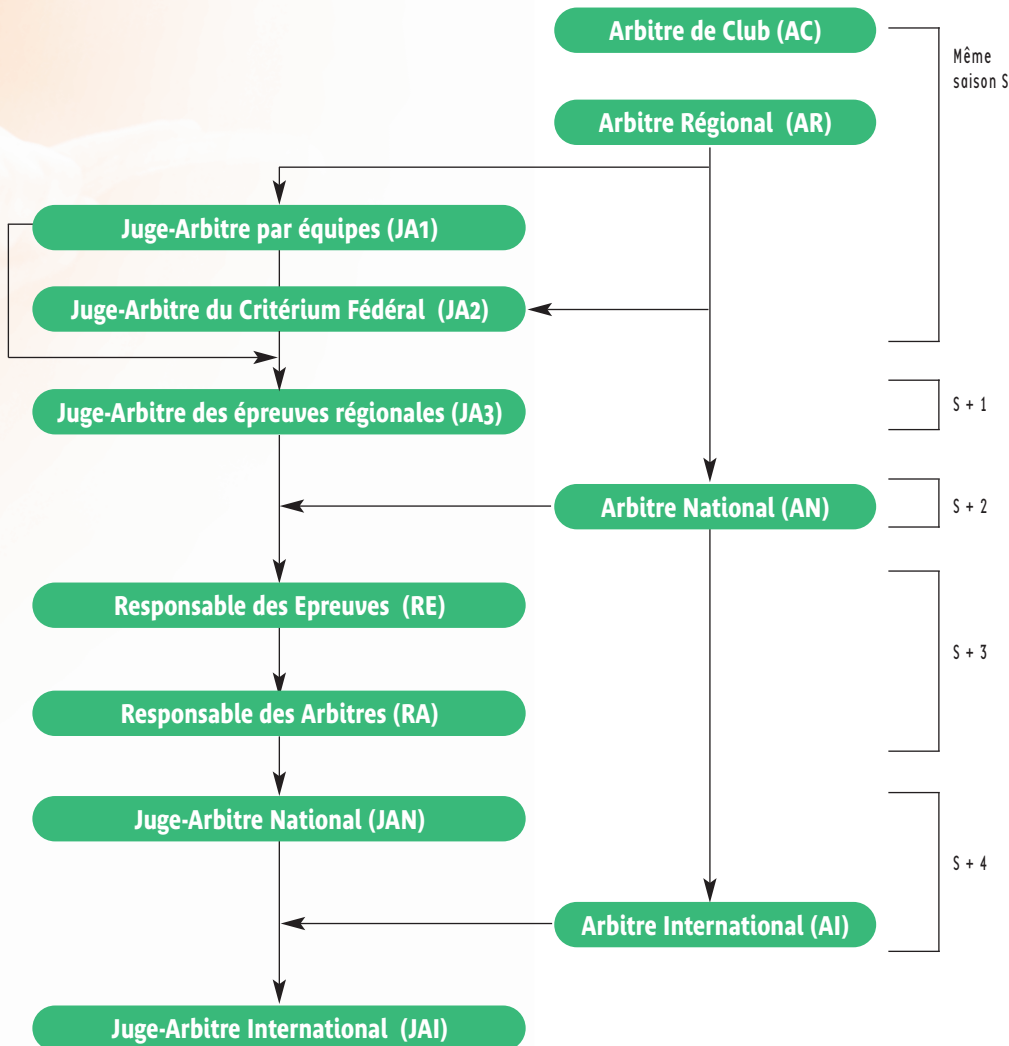 Arbitre de Club (AC)
Même
saison S
Arbitre Régional (AR)
Juge-Arbitre par équipes (JA1)
Juge-Arbitre du Critérium Fédéral (JA2)
Juge-Arbitre des épreuves régionales (JA3)
S + 1
Arbitre National (AN)
S + 2
Responsable des Epreuves (RE)
S + 3
Responsable des Arbitres (RA)
Juge-Arbitre National (JAN)
S + 4
Arbitre International (AI)
Juge-Arbitre International (JAI)